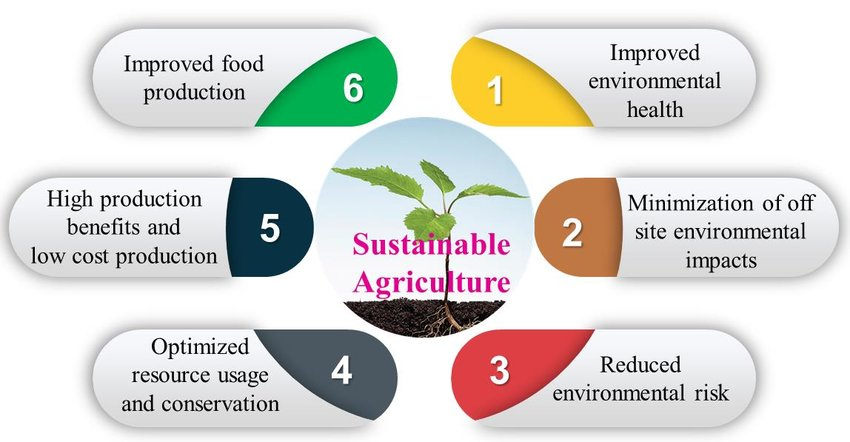 Improved food
production
6
1
Improved
environmental
health
High production
benefits and
low cost production
5
Sustainable
Agriculture
2
Minimization of off
site environmental
impacts
Optimized
resource usage
and conservation
4
3
Reduced
environmental risk